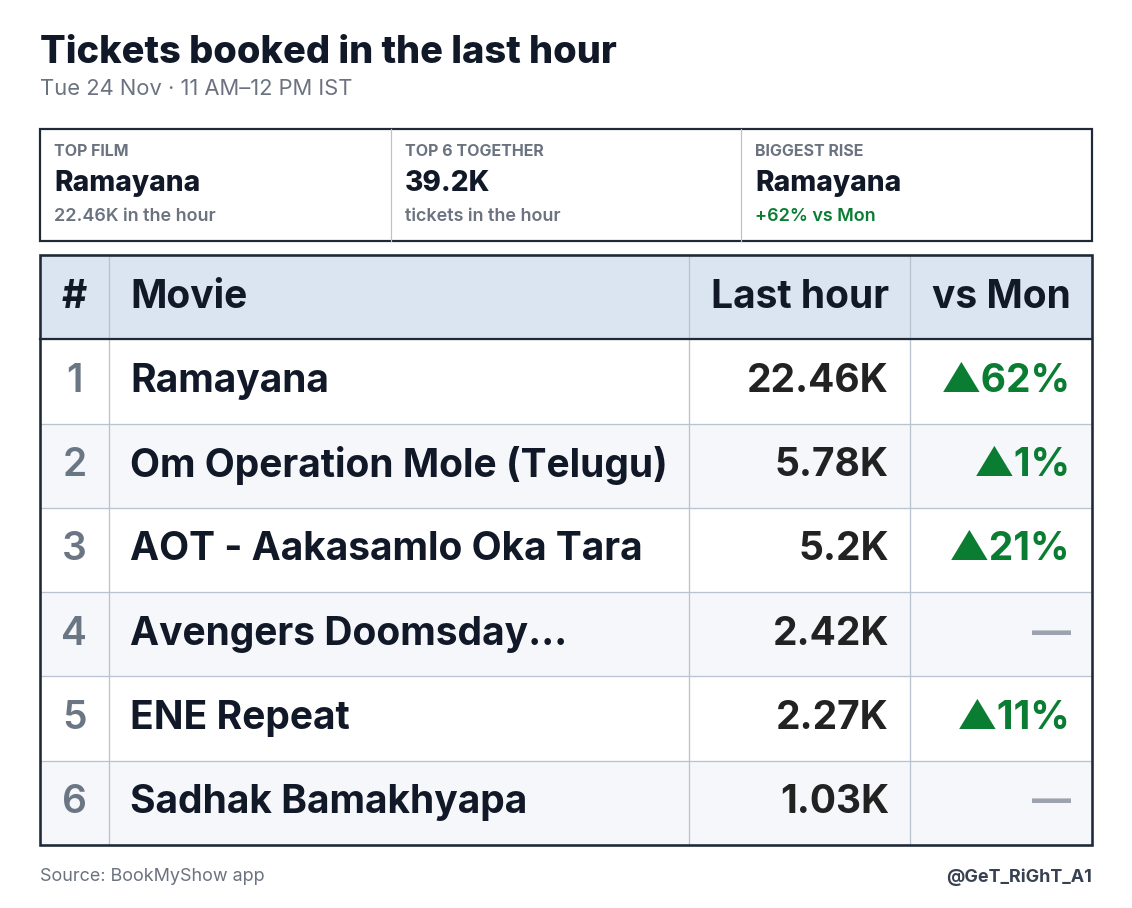 Tickets booked in the last hour
Tue 24 Nov · 11 AM–12 PM IST
TOP FILM
Ramayana
22.46K in the hour
TOP 6 TOGETHER
39.2K
tickets in the hour
BIGGEST RISE
Ramayana
+62% vs Mon
# Movie Last hour vs Mon
1 Ramayana 22.46K ▲62%
2 Om Operation Mole (Telugu) 5.78K ▲1%
3 AOT - Aakasamlo Oka Tara 5.2K ▲21%
4 Avengers Doomsday... 2.42K —
5 ENE Repeat 2.27K ▲11%
6 Sadhak Bamakhyapa 1.03K —
Source: BookMyShow app
@GeT_RiGhT_A1